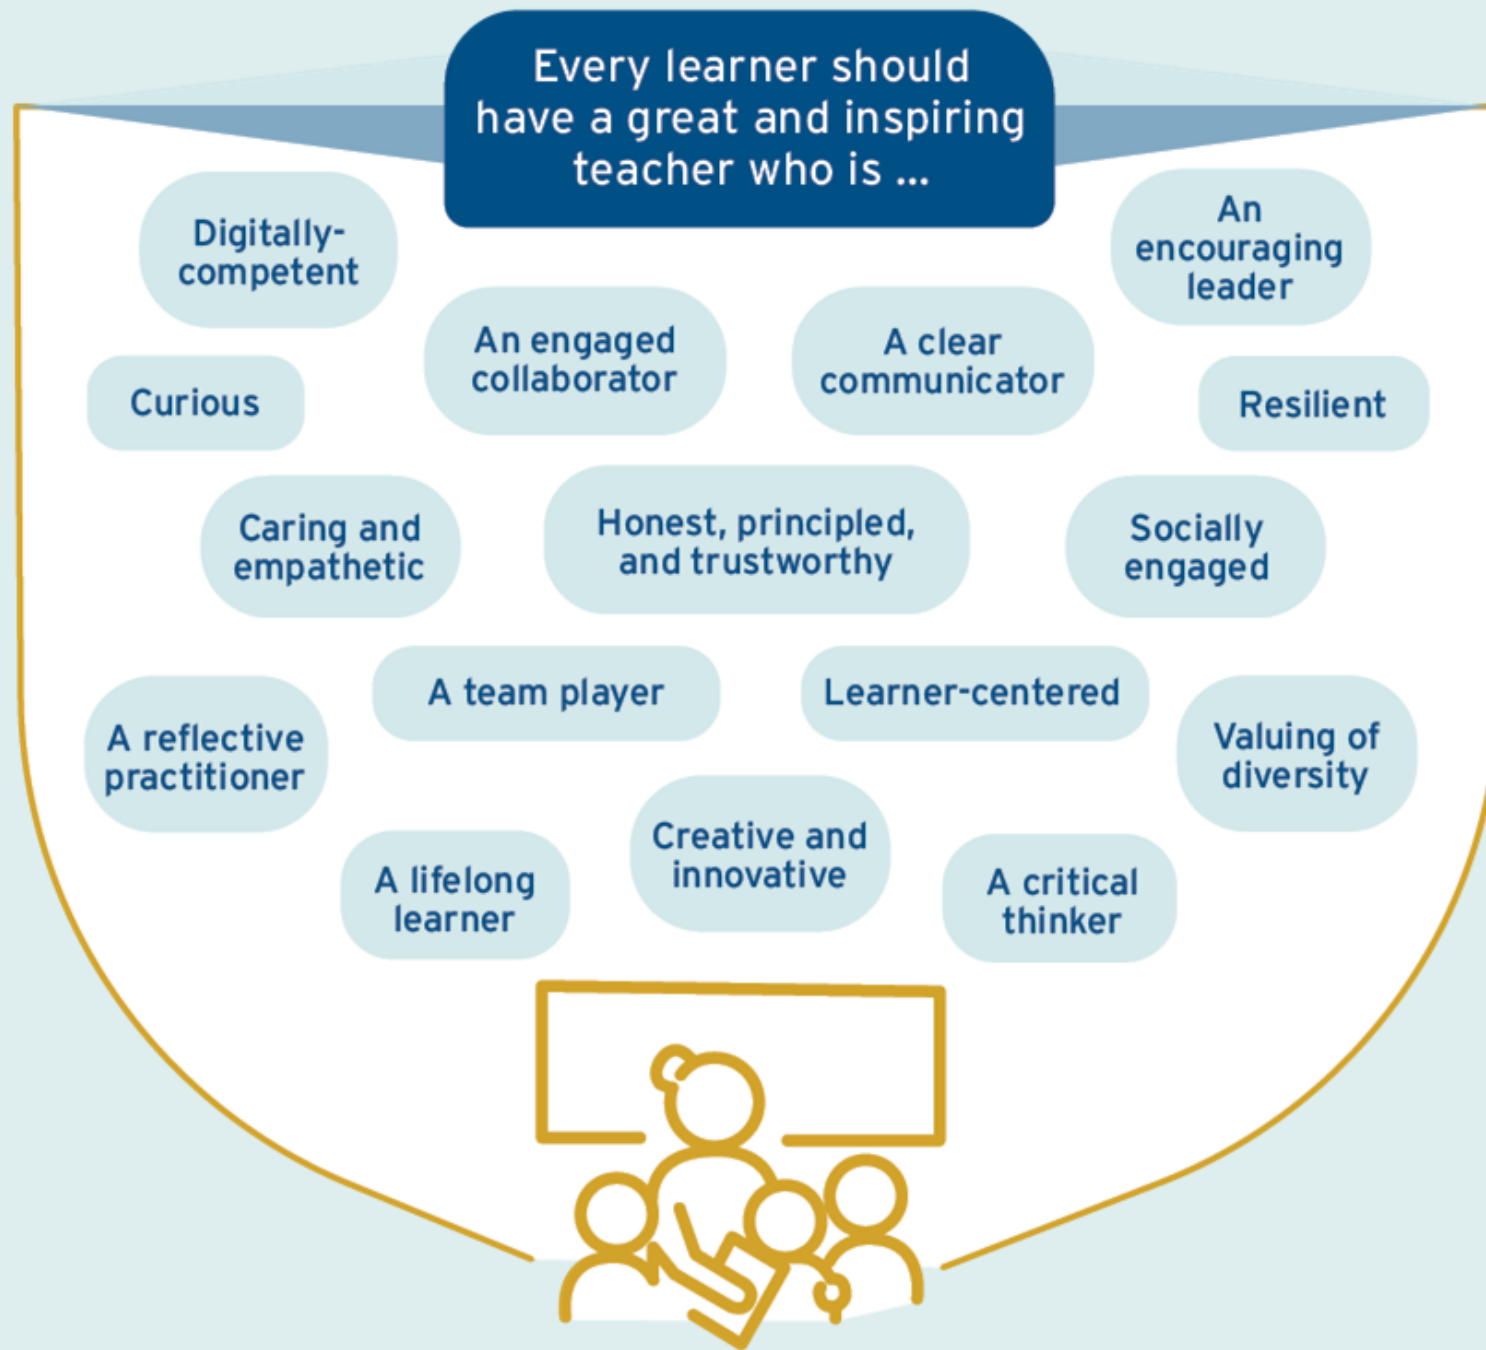 Every learner should
have a great and inspiring
teacher who is ...
Digitally-
competent
An
encouraging
leader
An engaged
collaborator
A clear
communicator
Curious
Resilient
Caring and
empathetic
Honest, principled,
and trustworthy
Socially
engaged
A team player
Learner-centered
A reflective
practitioner
Valuing of
diversity
Creative and
innovative
A lifelong
learner
A critical
thinker